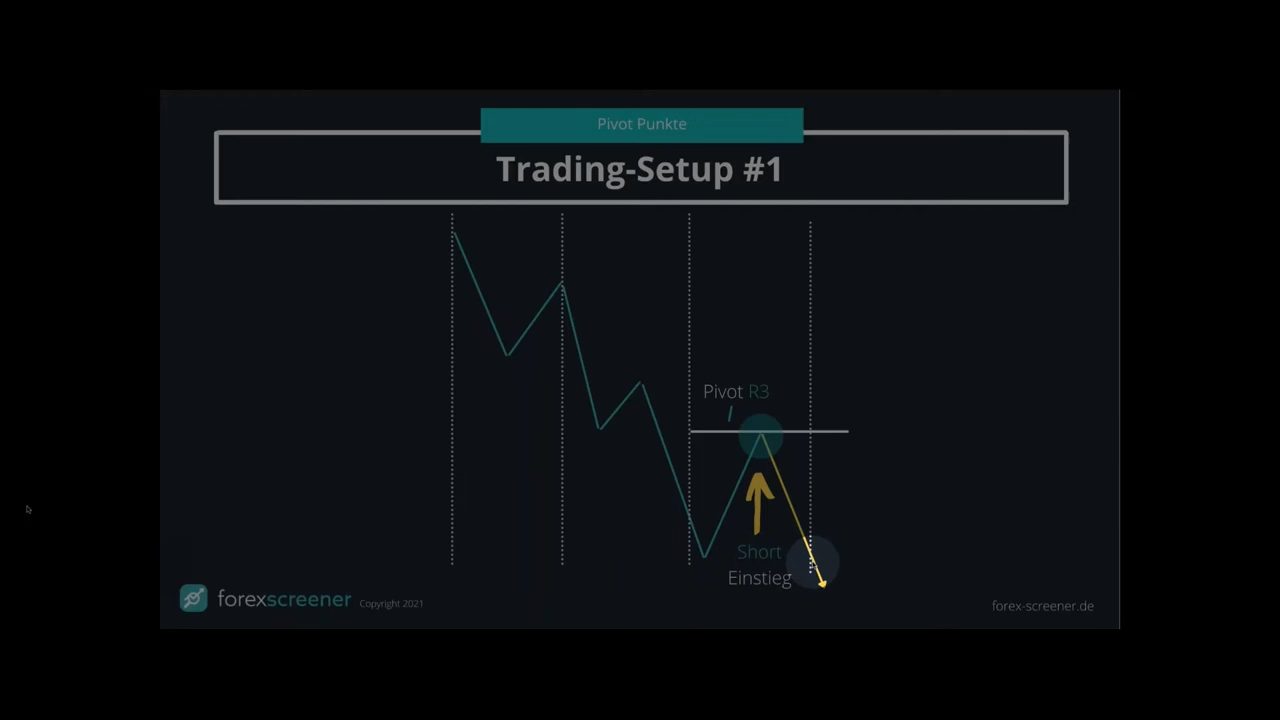 Pivot Punkte
Trading-Setup #1
Pivot R3
Short
Einstieg
forexscreener Copyright 2021
forex-screener.de